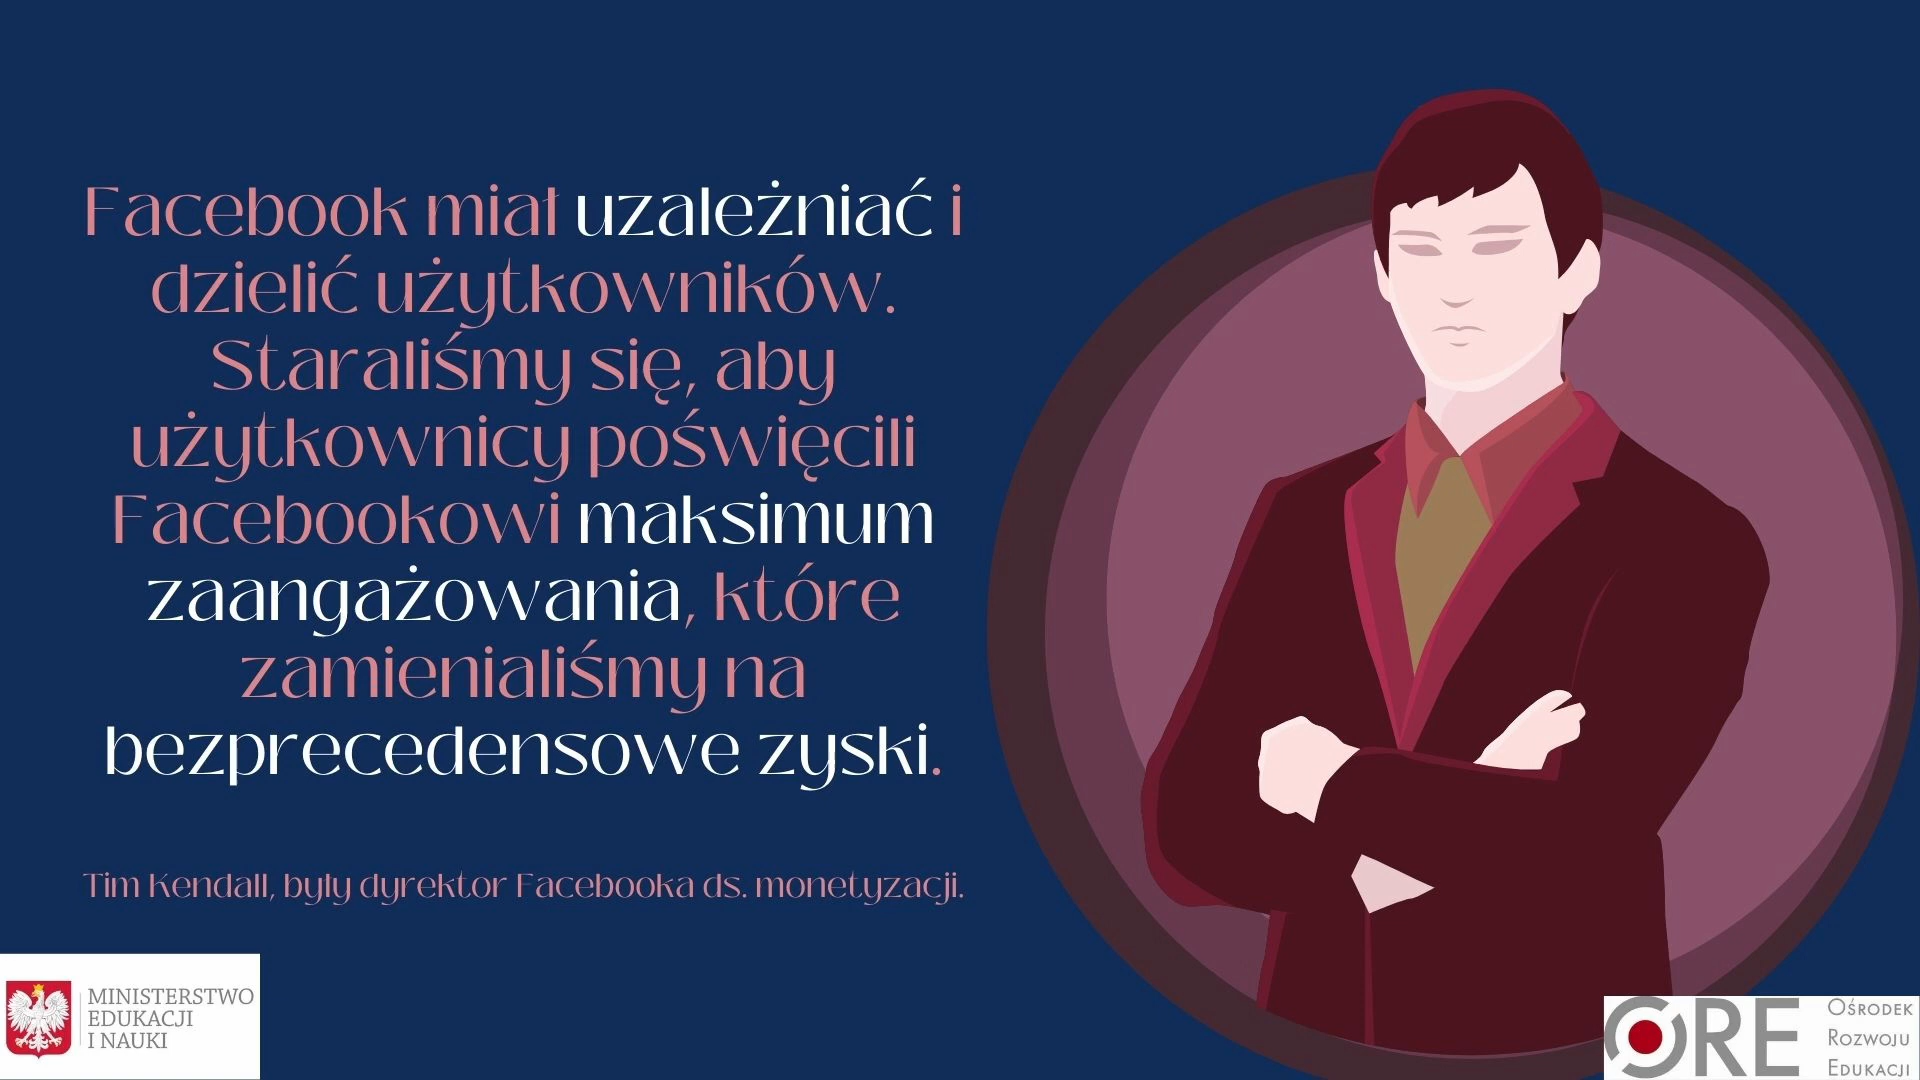 Facebook miał uzależniać i
dzielić użytkowników.
Staraliśmy się, aby
użytkownicy poświęcili
Facebookowi maksimum
zaangażowania, które
zamienialiśmy na
bezprecedensowe zyski.
Tim Kendall, były dyrektor Facebooka ds. monetyzacji.
MINISTERSTWO
EDUKACJI
I NAUKI
ORE
Ośrodek
Rozwoju
Edukacji